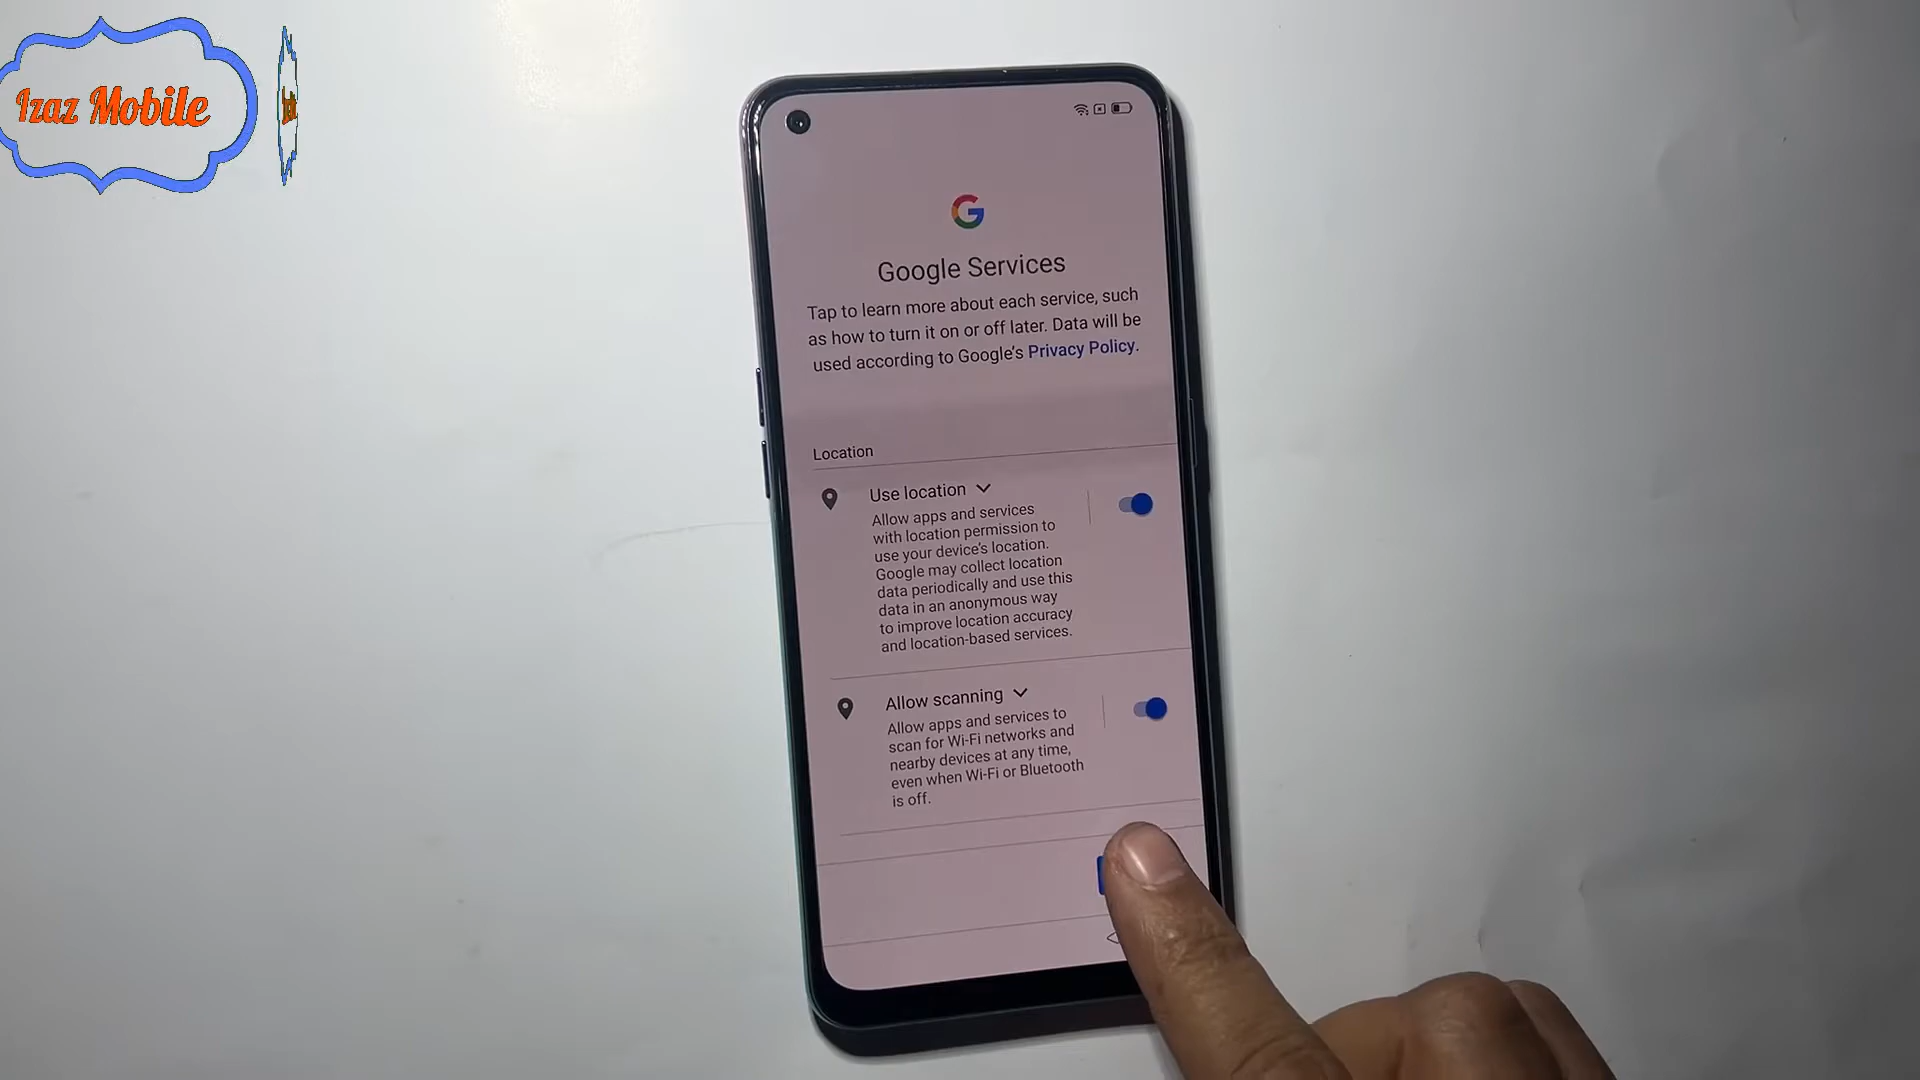 Izaz Mobile
Google Services
Tap to learn more about each service, such
as how to turn it on or off later. Data will be
used according to Google's Privacy Policy.
Location
Use location
Allow apps and services
with location permission to
use your device's location.
Google may collect location
data periodically and use this
data in an anonymous way
to improve location accuracy
and location-based services.
Allow scanning
Allow apps and services to
scan for Wi-Fi networks and
nearby devices at any time,
even when Wi-Fi or Bluetooth
is off.